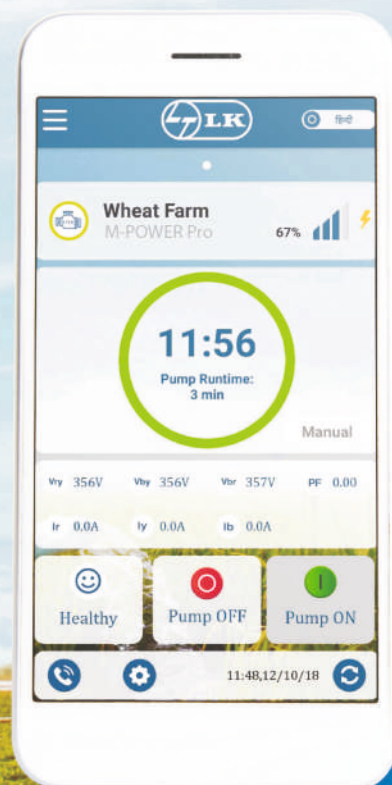 LT LK
हिन्दी
Wheat Farm
M-POWER Pro
67%
11:56
Pump Runtime:
3 min
Manual
Vry 356V Vby 356V Vbr 357V PF 0.00
Ir 0.0A Iy 0.0A Ib 0.0A
Healthy Pump OFF Pump ON
11:48,12/10/18